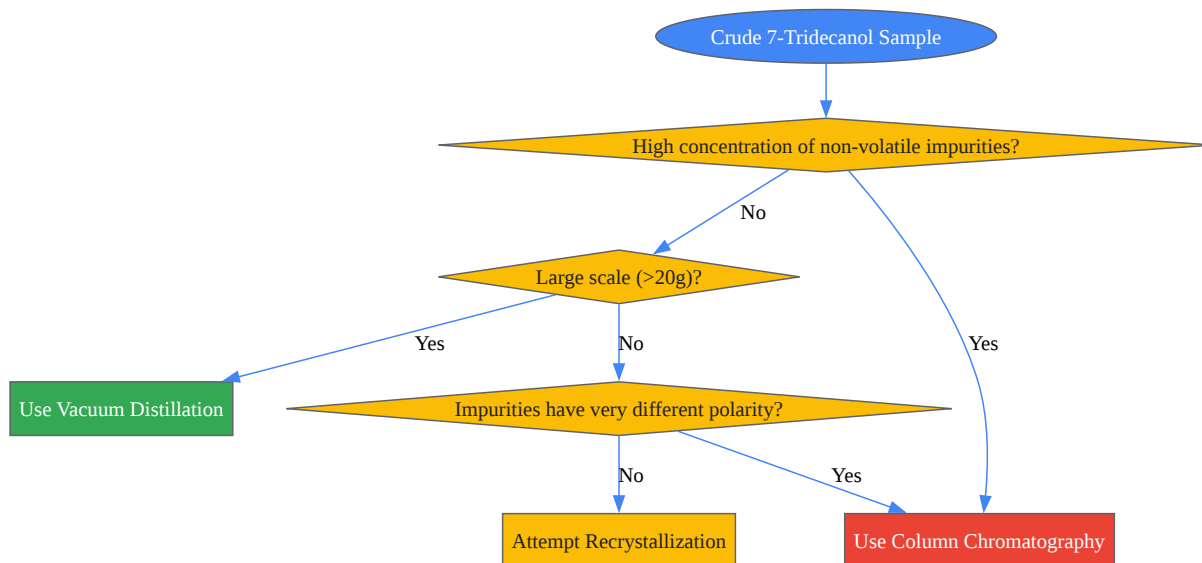 Crude 7-Tridecanol Sample
High concentration of non-volatile impurities?
No
Large scale (>20g)?
Yes
No
Yes
Use Vacuum Distillation
Impurities have very different polarity?
No
Yes
Attempt Recrystallization
Use Column Chromatography